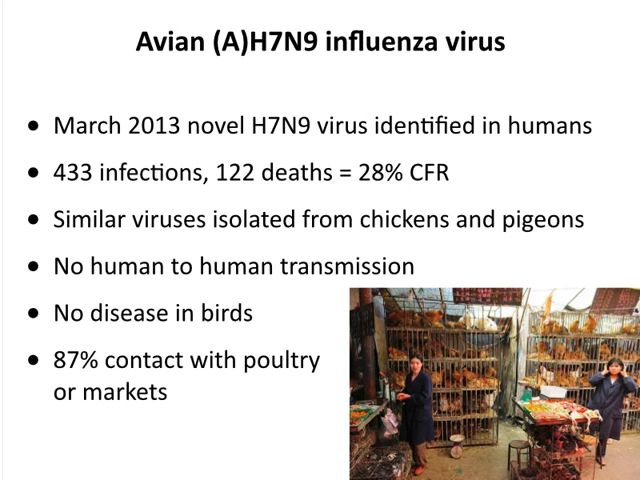 Avian (A)H7N9 influenza virus
• March 2013 novel H7N9 virus identified in humans
• 433 infections, 122 deaths = 28% CFR
• Similar viruses isolated from chickens and pigeons
• No human to human transmission
• No disease in birds
• 87% contact with poultry
or markets